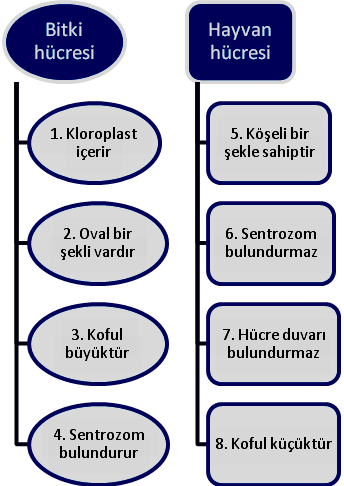 Bitki
hücresi
1. Kloroplast
içerir
2. Oval bir
şekli vardır
3. Koful
büyüktür
4. Sentrozom
bulundurur
Hayvan
hücresi
5. Köşeli bir
şekle sahiptir
6. Sentrozom
bulundurmaz
7. Hücre duvarı
bulundurmaz
8. Koful küçüktür